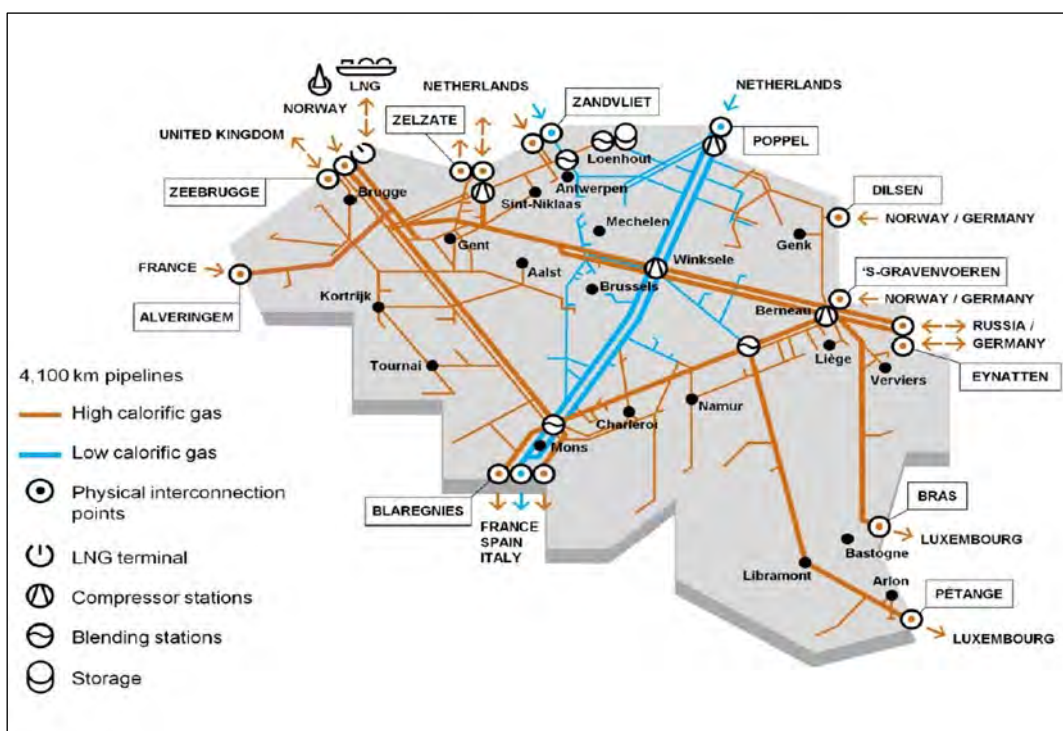 LNG
NORWAY
NETHERLANDS
ZANDVLIET
NETHERLANDS
UNITED KINGDOM
ZELZATE
Loenhout
POPPEL
ZEEBRUGGE
Brugge
Antwerpen
Sint-Niklaas
DILSEN
Mechelen
NORWAY / GERMANY
Gent
Genk
FRANCE
Aalst
Winksele
'S-GRAVENVOEREN
Brussels
NORWAY / GERMANY
ALVERINGEM
Kortrijk
Berneau
RUSSIA /
GERMANY
Liège
Tournai
Verviers
EYNATTEN
4,100 km pipelines
High calorific gas
Namur
Charleroi
Low calorific gas
Mons
Physical interconnection
points
BLAREGNIES
BRAS
FRANCE
SPAIN
ITALY
LUXEMBOURG
Bastogne
LNG terminal
Libramont
Arlon
Compressor stations
PÉTANGE
Blending stations
LUXEMBOURG
Storage